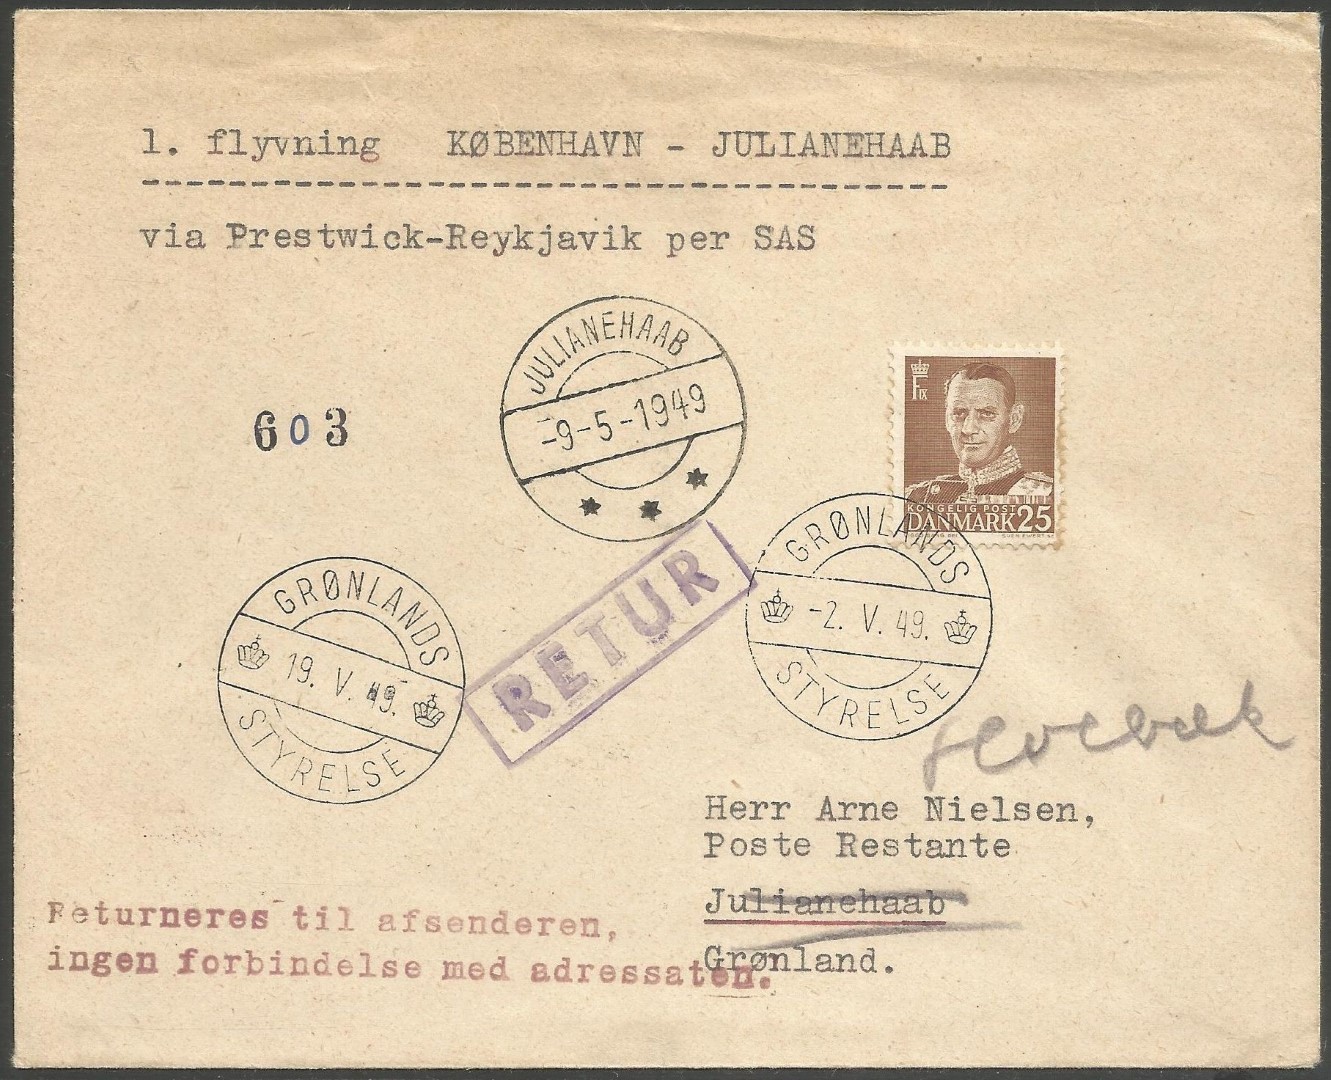 1. flyvning KØBENHAVN - JULIANEHAAB
via Prestwick-Reykjavik per SAS
JULIANEHAAB
-9-5-1949
603
F IX
KONGELIG POST
DANMARK 25
GRØNLANDS
-2. V. 49.
STYRELSE
RETUR
GRØNLANDS
19. V. 49.
STYRELSE
Herr Arne Nielsen,
Poste Restante
Julianehaab
Grønland.
Returneres til afsenderen,
ingen forbindelse med adressaten.